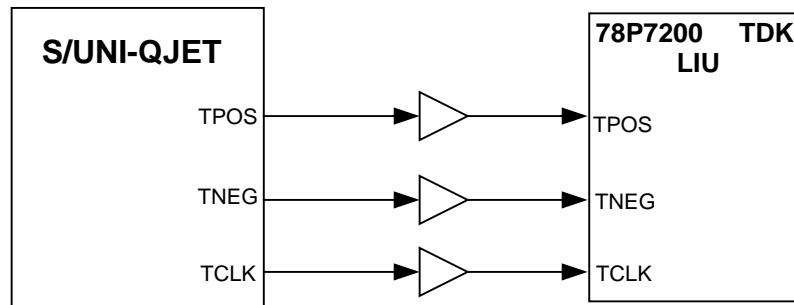 S/UNI-QJET
78P7200 TDK
LIU
TPOS
TPOS
TNEG
TNEG
TCLK
TCLK